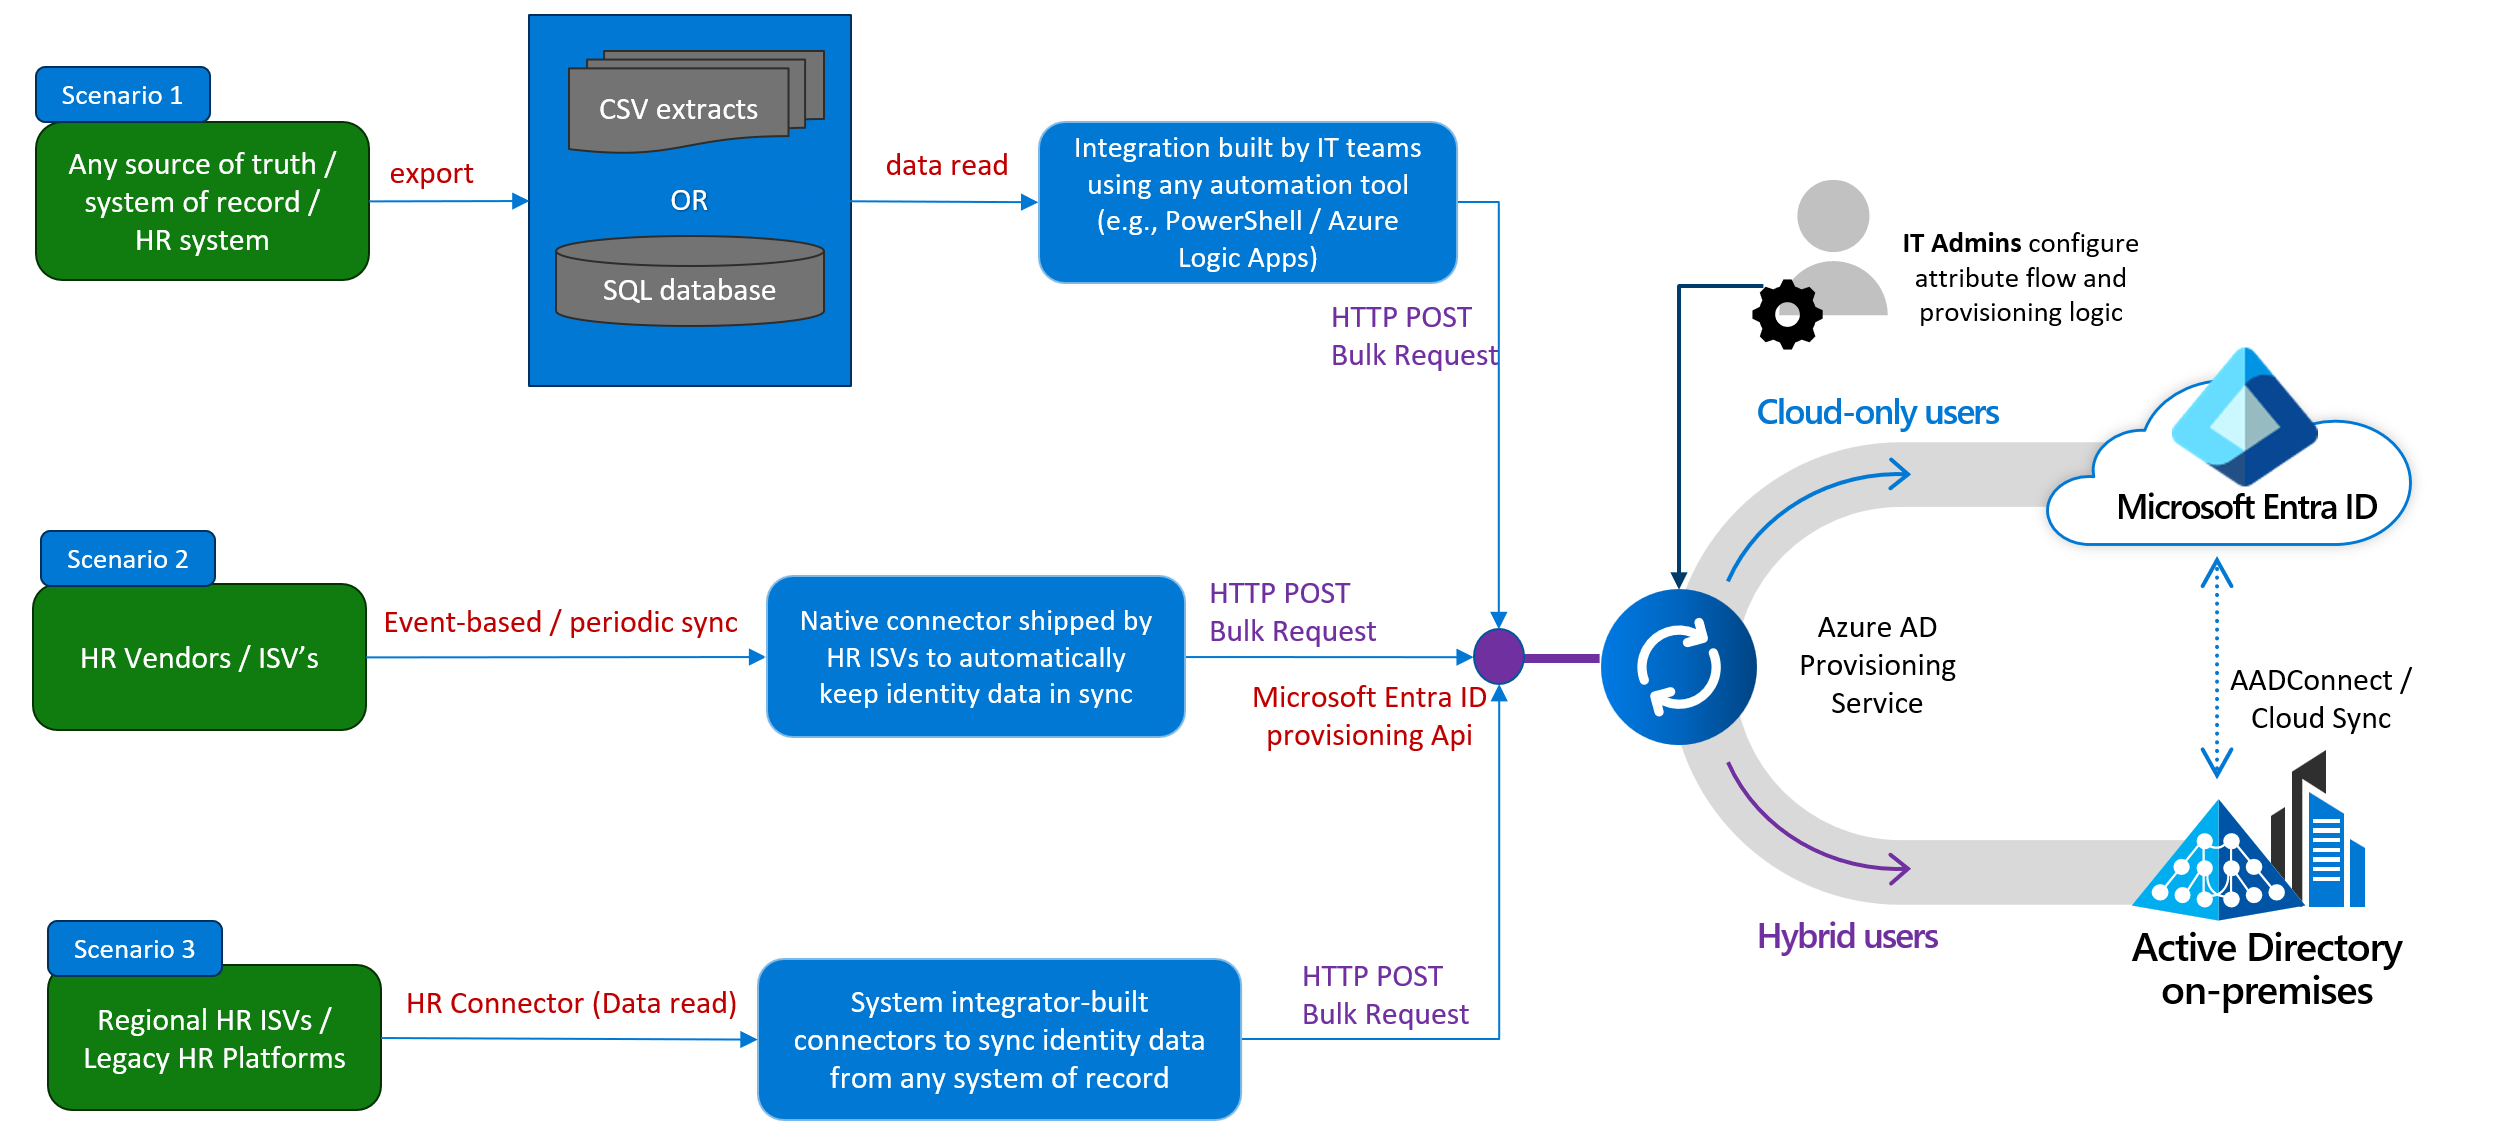 Scenario 1
Any source of truth /
system of record /
HR system
export
CSV extracts
OR
SQL database
data read
Integration built by IT teams
using any automation tool
(e.g., PowerShell / Azure
Logic Apps)
HTTP POST
Bulk Request
IT Admins configure
attribute flow and
provisioning logic
Cloud-only users
Microsoft Entra ID
Scenario 2
HR Vendors / ISV’s
Event-based / periodic sync
Native connector shipped by
HR ISVs to automatically
keep identity data in sync
HTTP POST
Bulk Request
Microsoft Entra ID
provisioning Api
Azure AD
Provisioning
Service
AADConnect /
Cloud Sync
Scenario 3
Regional HR ISVs /
Legacy HR Platforms
HR Connector (Data read)
System integrator-built
connectors to sync identity data
from any system of record
HTTP POST
Bulk Request
Hybrid users
Active Directory
on-premises